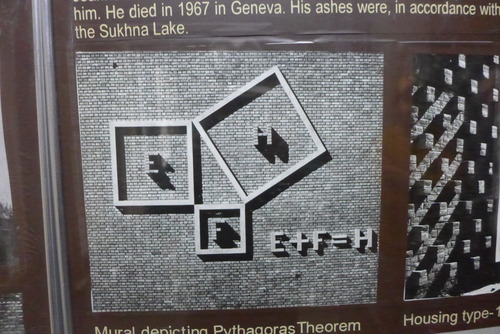 him. He died in 1967 in Geneva. His ashes were, in accordance with
the Sukhna Lake.
E
H
F
E+F=H
Mural depicting Pythagoras Theorem
Housing type-